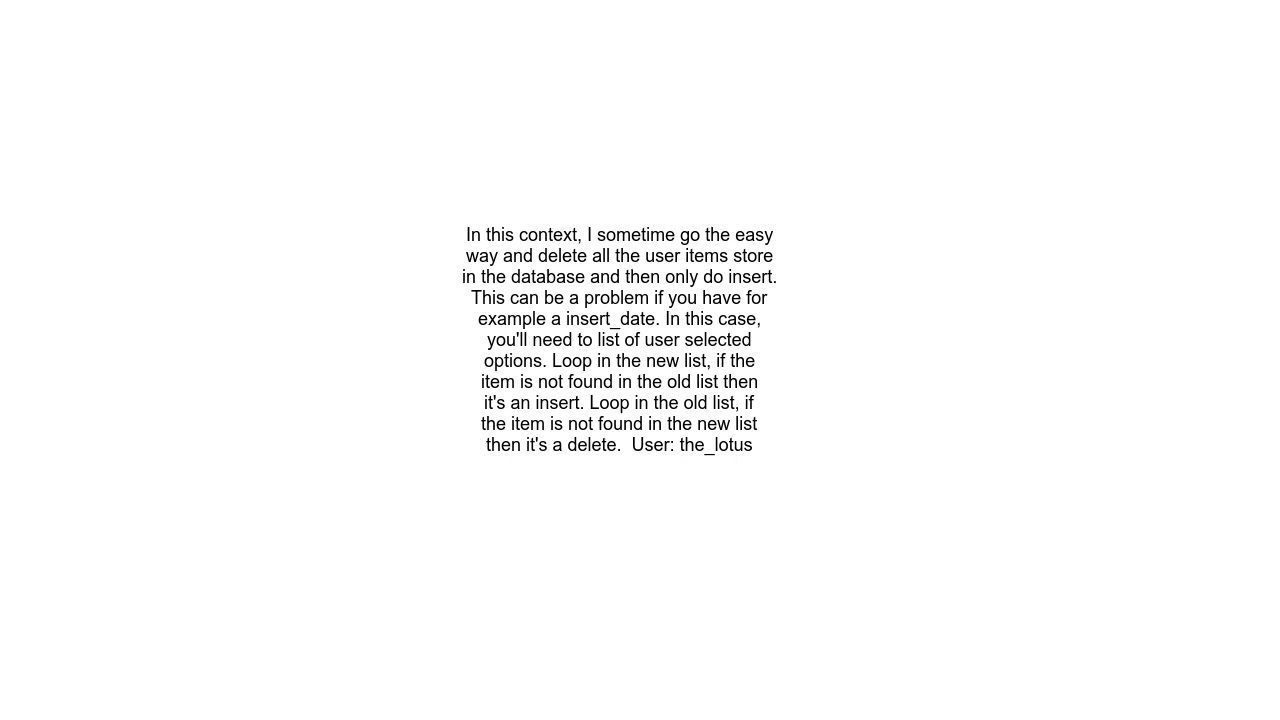 In this context, I sometime go the easy
way and delete all the user items store
in the database and then only do insert.
This can be a problem if you have for
example a insert_date. In this case,
you'll need to list of user selected
options. Loop in the new list, if the
item is not found in the old list then
it's an insert. Loop in the old list, if
the item is not found in the new list
then it's a delete.  User: the_lotus